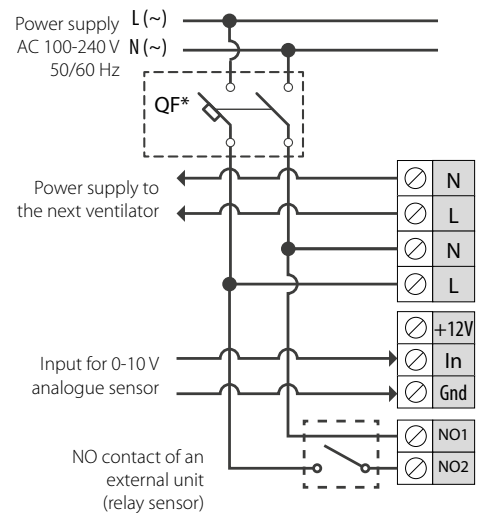 Power supply L (~)
AC 100-240 V N (~)
50/60 Hz
QF*
Power supply to
the next ventilator
N
L
N
L
+12V
Input for 0-10 V
analogue sensor
In
Gnd
NO1
NO2
NO contact of an
external unit
(relay sensor)